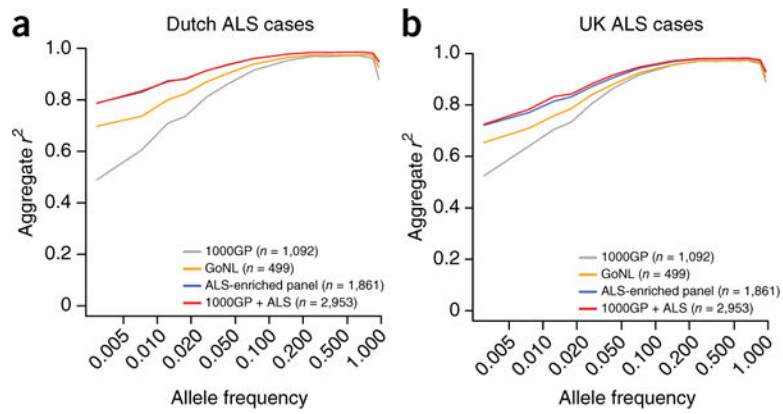 a
Dutch ALS cases
1.0
0.8
0.6
0.4
0.2
0
Aggregate r²
1000GP (n = 1,092)
GoNL (n = 499)
ALS-enriched panel (n = 1,861)
1000GP + ALS (n = 2,953)
0.005
0.010
0.020
0.050
0.100
0.200
0.500
1.000
Allele frequency
b
UK ALS cases
1.0
0.8
0.6
0.4
0.2
0
Aggregate r²
1000GP (n = 1,092)
GoNL (n = 499)
ALS-enriched panel (n = 1,861)
1000GP + ALS (n = 2,953)
0.005
0.010
0.020
0.050
0.100
0.200
0.500
1.000
Allele frequency